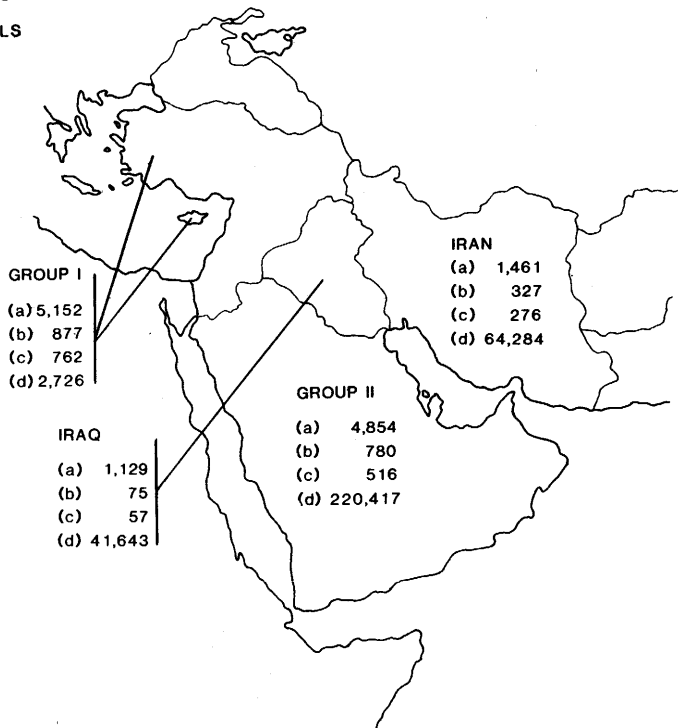 LS
IRAN
(a) 1,461
(b) 327
(c) 276
(d) 64,284
GROUP I
(a) 5,152
(b) 877
(c) 762
(d) 2,726
GROUP II
(a) 4,854
(b) 780
(c) 516
(d) 220,417
IRAQ
(a) 1,129
(b) 75
(c) 57
(d) 41,643